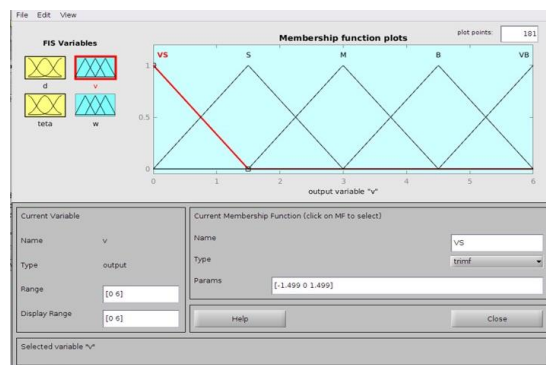 File Edit View
FIS Variables
d
v
teta
w
Membership function plots
plot points:
181
VS
S
M
B
VB
1
0.5
0
0 1 2 3 4 5 6
output variable "v"
Current Variable
Name v
Type output
Range [0 6]
Display Range [0 6]
Current Membership Function (click on MF to select)
Name VS
Type trimf
Params [-1.499 0 1.499]
Help
Close
Selected variable "v"